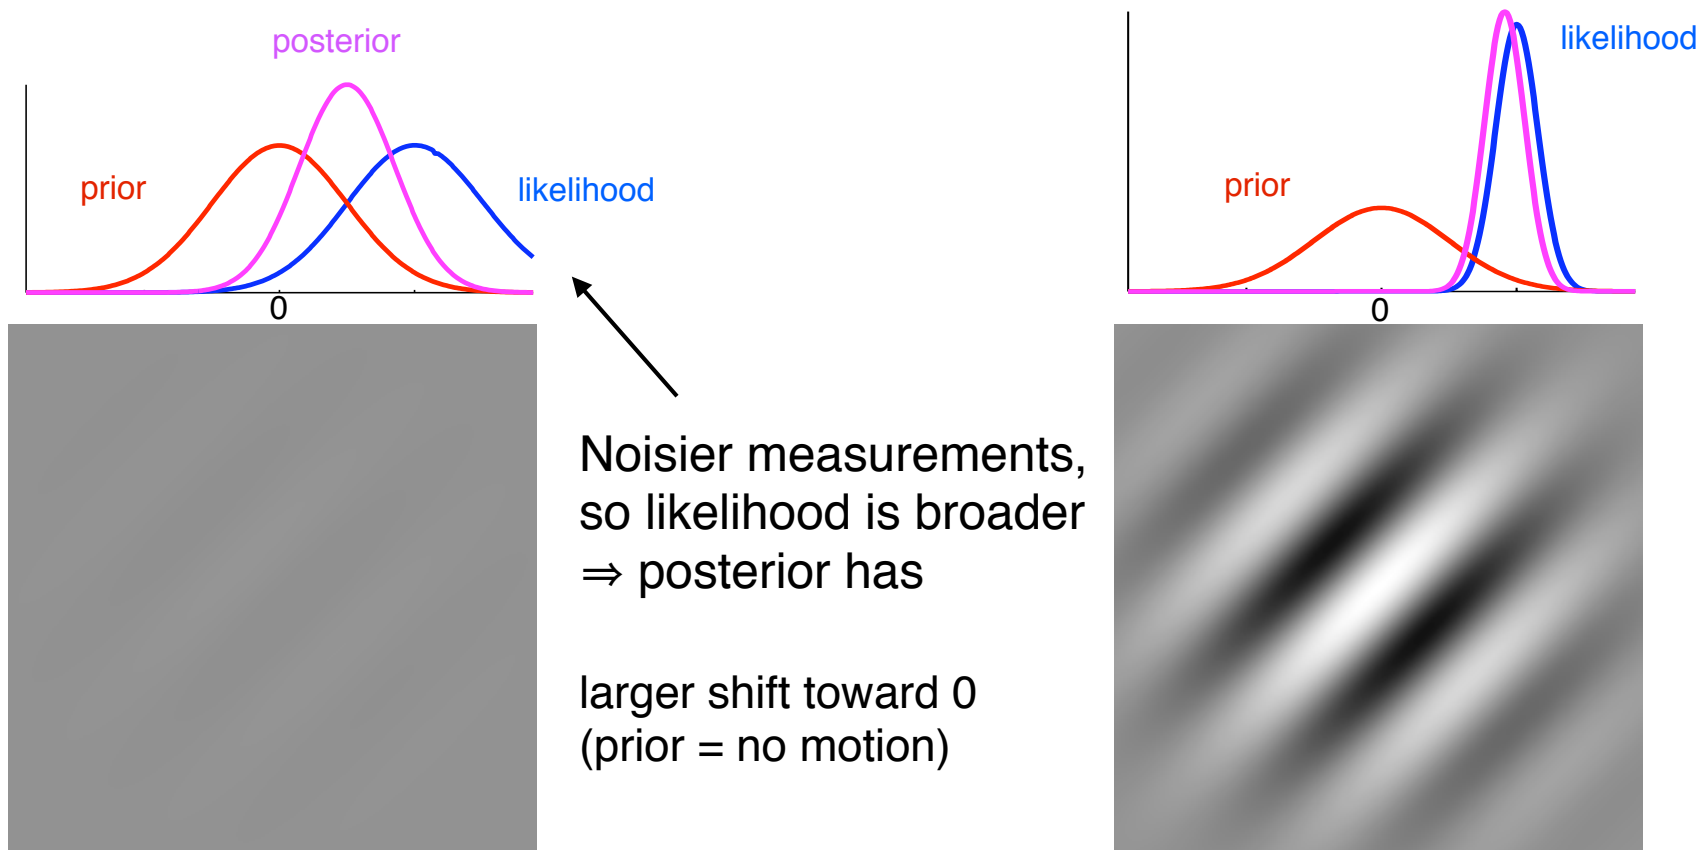 posterior
prior
likelihood
0
likelihood
prior
0
Noisier measurements,
so likelihood is broader
⇒ posterior has
larger shift toward 0
(prior = no motion)